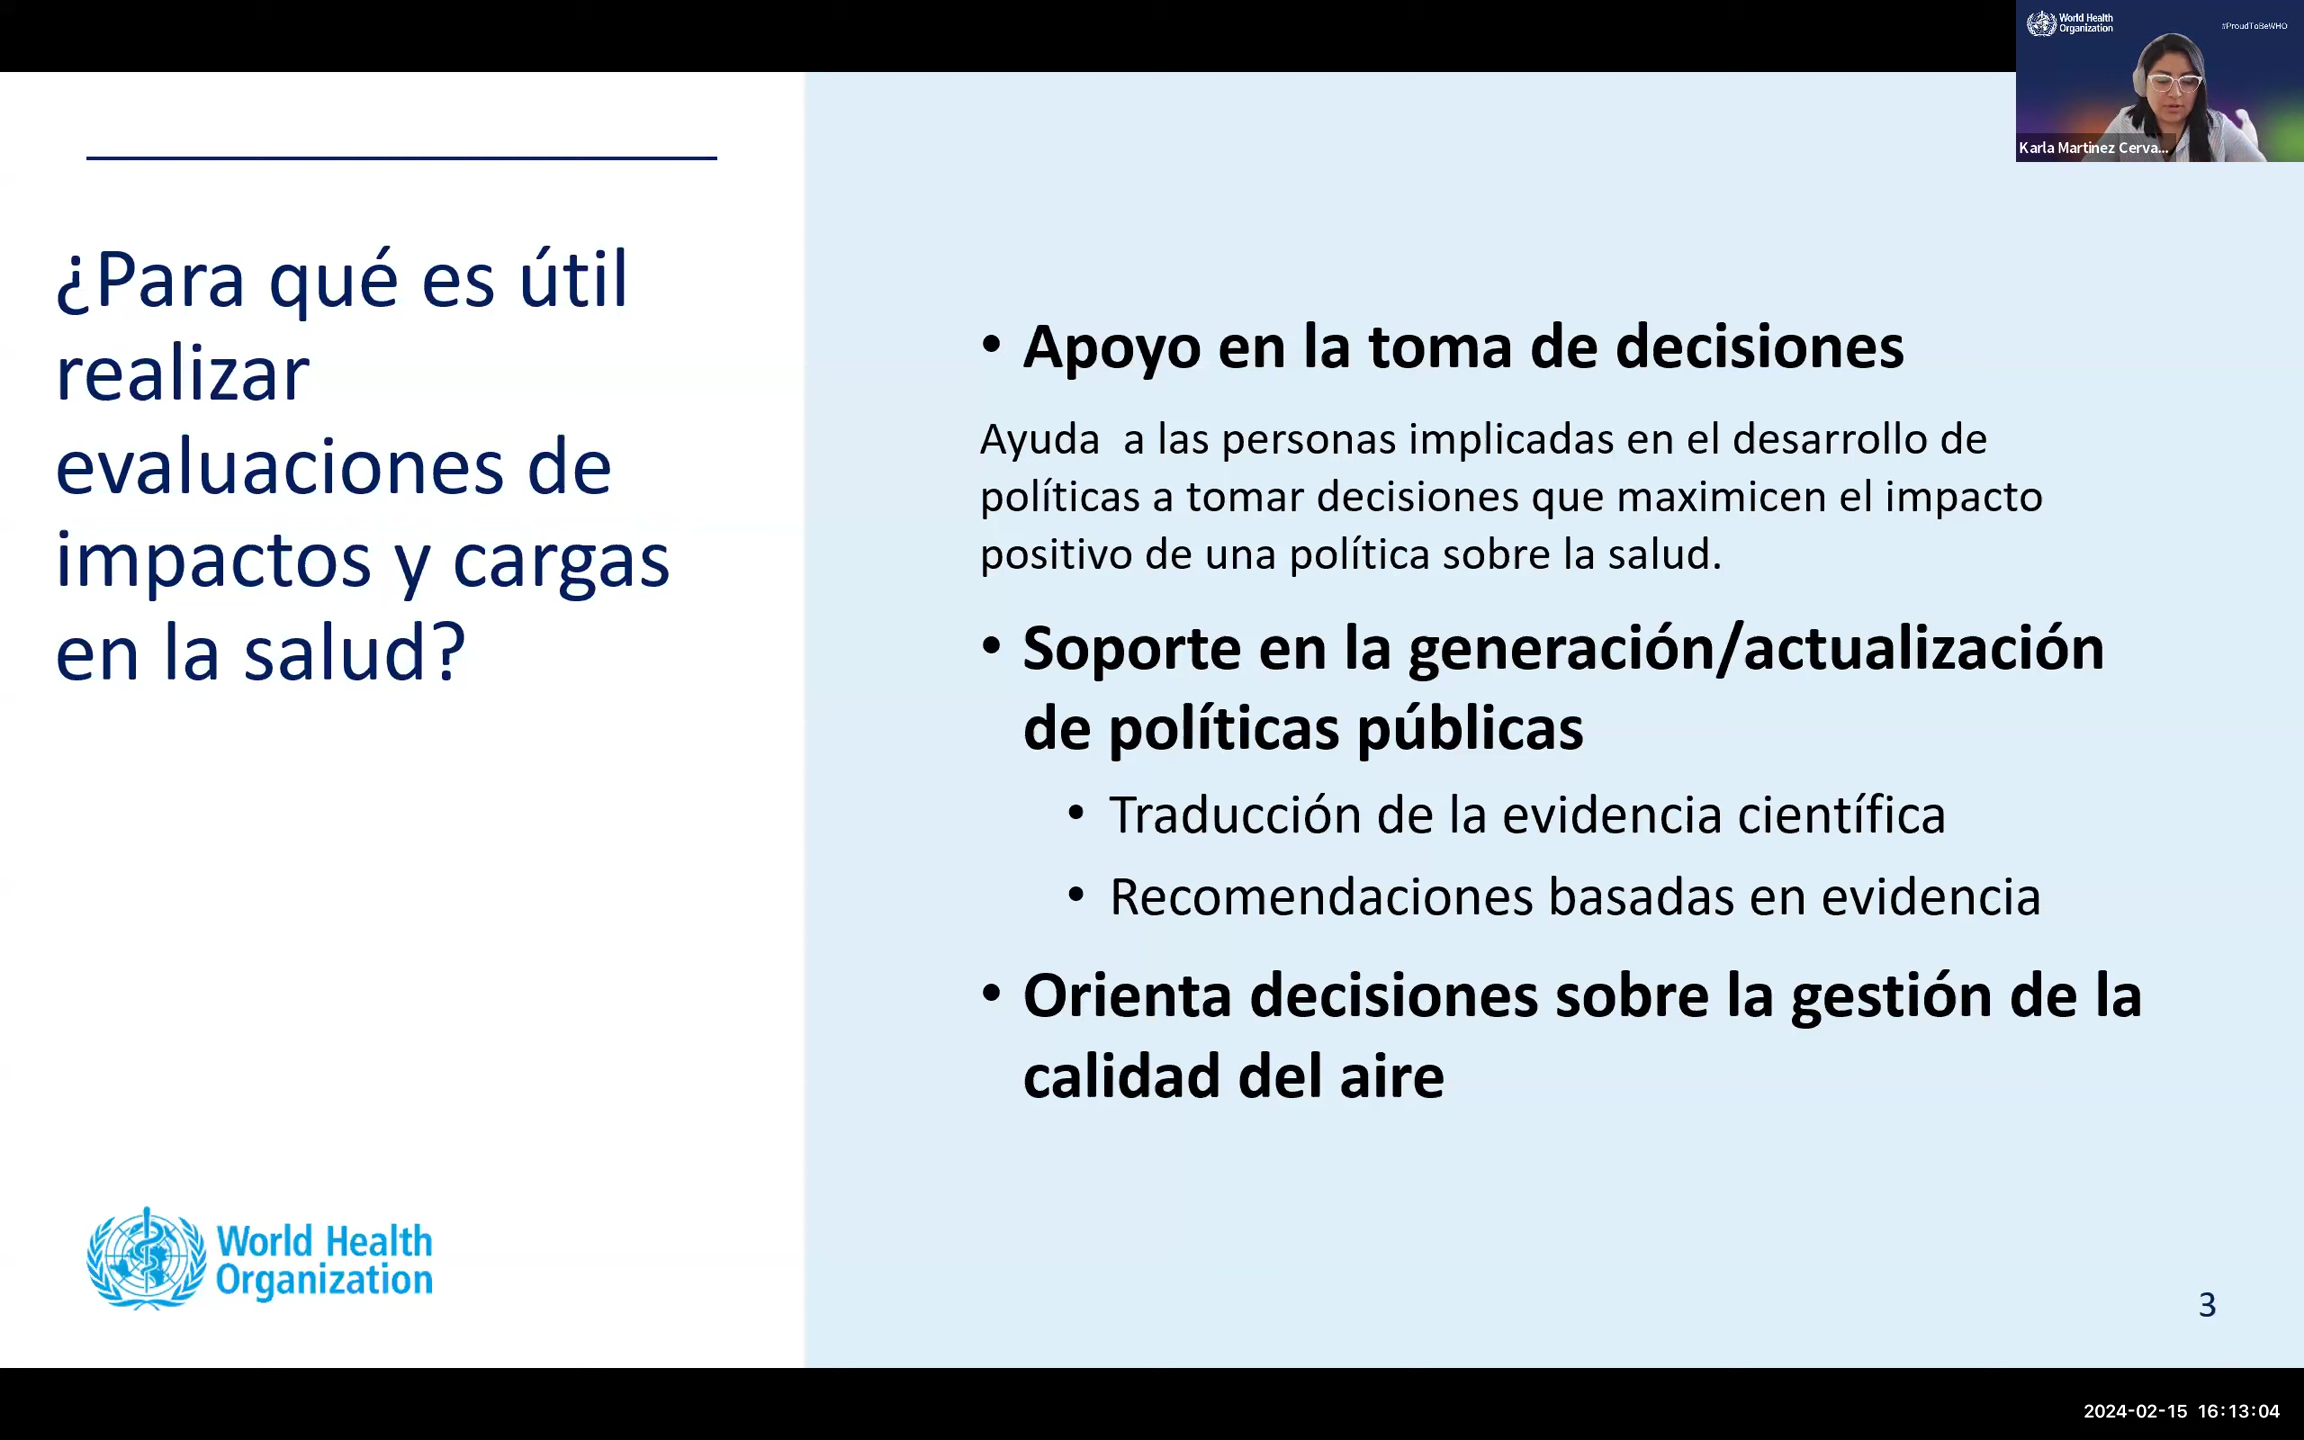 World Health
Organization
#ProudToBeWHO
Karla Martinez Cerva...
¿Para qué es útil
realizar
evaluaciones de
impactos y cargas
en la salud?
• Apoyo en la toma de decisiones
Ayuda  a las personas implicadas en el desarrollo de
políticas a tomar decisiones que maximicen el impacto
positivo de una política sobre la salud.
• Soporte en la generación/actualización
de políticas públicas
• Traducción de la evidencia científica
• Recomendaciones basadas en evidencia
• Orienta decisiones sobre la gestión de la
calidad del aire
World Health
Organization
3
2024-02-15 16:13:04